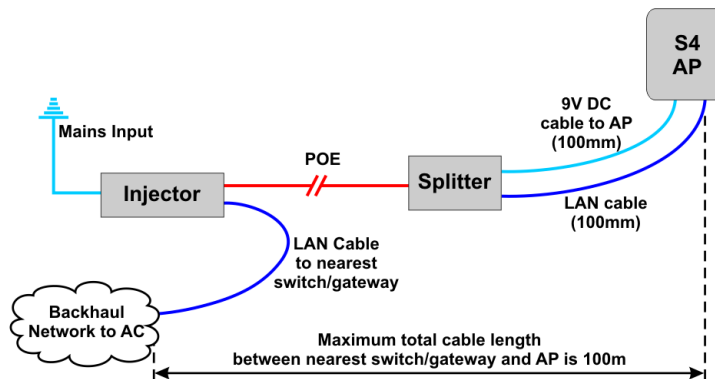 S4
AP
9V DC
cable to AP
(100mm)
Mains Input
POE
Injector
Splitter
LAN cable
(100mm)
LAN Cable
to nearest
switch/gateway
Backhaul
Network to AC
Maximum total cable length
between nearest switch/gateway and AP is 100m